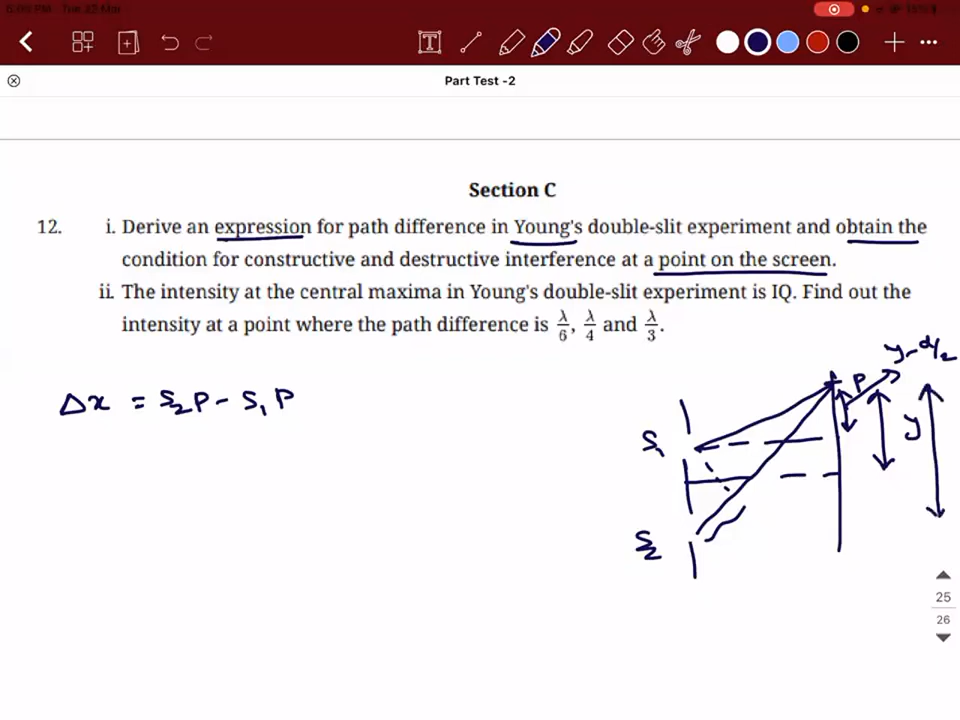 Part Test -2
Section C
12. i. Derive an expression for path difference in Young's double-slit experiment and obtain the
condition for constructive and destructive interference at a point on the screen.
ii. The intensity at the central maxima in Young's double-slit experiment is IQ. Find out the
intensity at a point where the path difference is λ/6, λ/4 and λ/3.
Δx = S₂P - S₁P
y-d/2
P
y
S₁
S₂
25
26